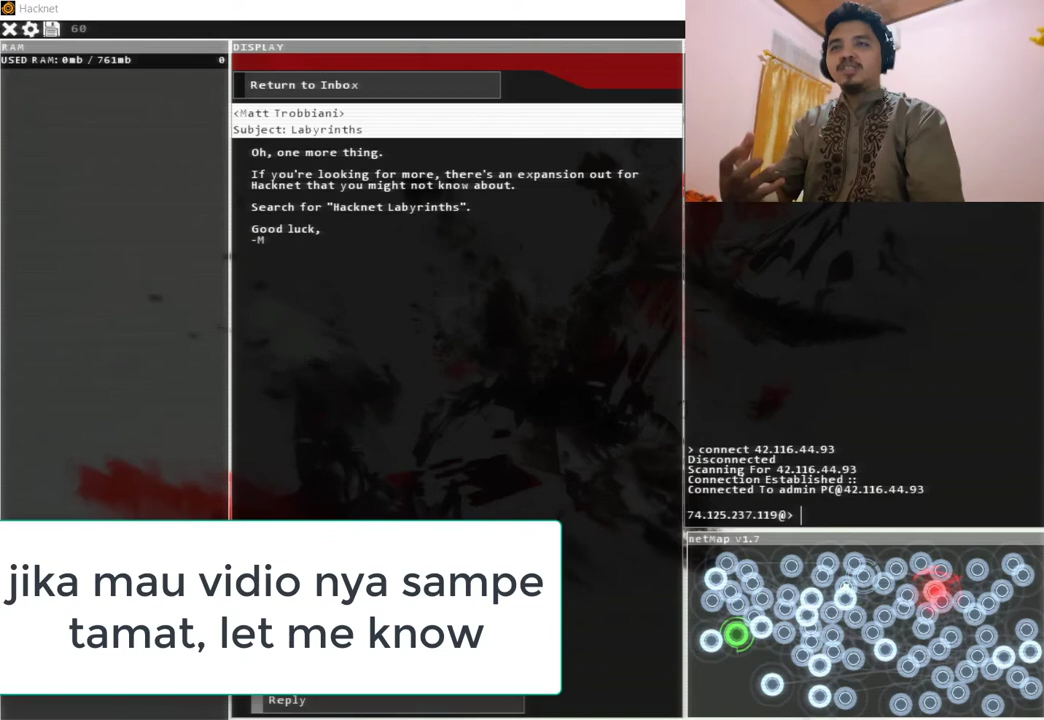 Hacknet
60
RAM
USED RAM: 0mb / 761mb 0
DISPLAY
Return to Inbox
<Matt Trobbiani>
Subject: Labyrinths
Oh, one more thing.
If you're looking for more, there's an expansion out for
Hacknet that you might not know about.
Search for "Hacknet Labyrinths".
Good luck,
-M
> connect 42.116.44.93
Disconnected
Scanning For 42.116.44.93
Connection Established ::
Connected To admin PC@42.116.44.93
74.125.237.119@>
netMap v1.7
jika mau vidio nya sampe
tamat, let me know
Reply